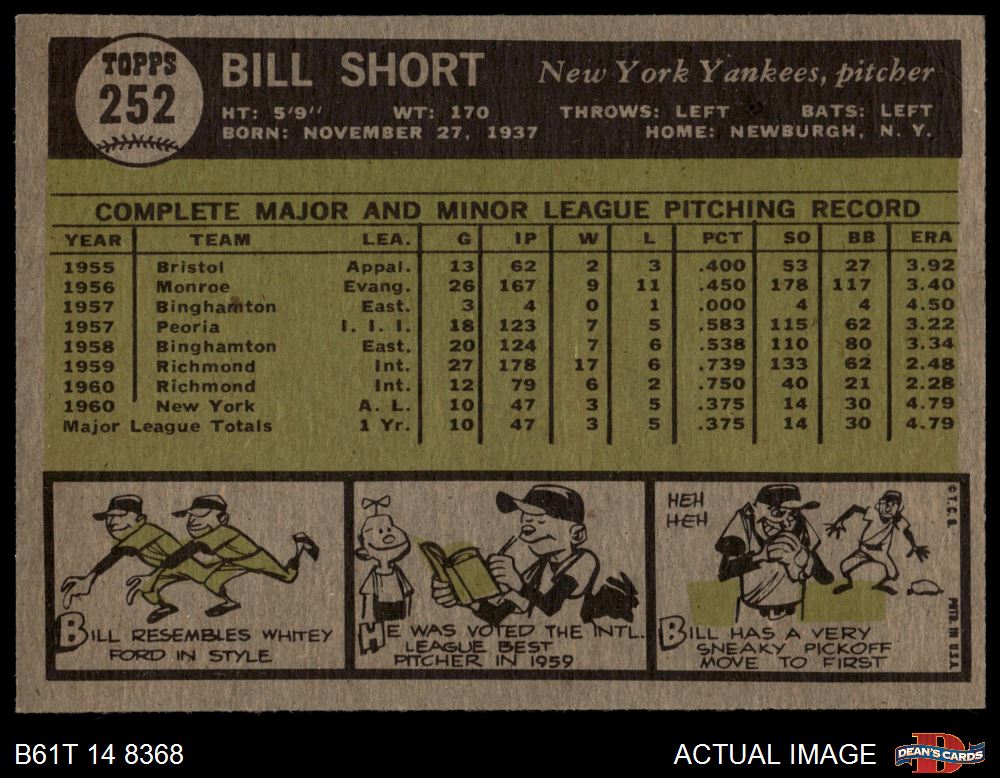 TOPPS
252
BILL SHORT
New York Yankees, pitcher
HT: 5'9" WT: 170 THROWS: LEFT BATS: LEFT
BORN: NOVEMBER 27, 1937 HOME: NEWBURGH, N. Y.
COMPLETE MAJOR AND MINOR LEAGUE PITCHING RECORD
YEAR TEAM LEA. G IP W L PCT SO BB ERA
1955 Bristol Appal. 13 62 2 3 .400 53 27 3.92
1956 Monroe Evang. 26 167 9 11 .450 178 117 3.40
1957 Binghamton East. 3 4 0 1 .000 4 4 4.50
1957 Peoria I. I. I. 18 123 7 5 .583 115 62 3.22
1958 Binghamton East. 20 124 7 6 .538 110 80 3.34
1959 Richmond Int. 27 178 17 6 .739 133 62 2.48
1960 Richmond Int. 12 79 6 2 .750 40 21 2.28
1960 New York A. L. 10 47 3 5 .375 14 30 4.79
Major League Totals 1 Yr. 10 47 3 5 .375 14 30 4.79
BILL RESEMBLES WHITEY
FORD IN STYLE
HE WAS VOTED THE INTL.
LEAGUE BEST
PITCHER IN 1959
HEH
HEH
BILL HAS A VERY
SNEAKY PICKOFF
MOVE TO FIRST
© T.C.G. PRTD. IN U.S.A.
B61T 14 8368
ACTUAL IMAGE
DEAN'S CARDS